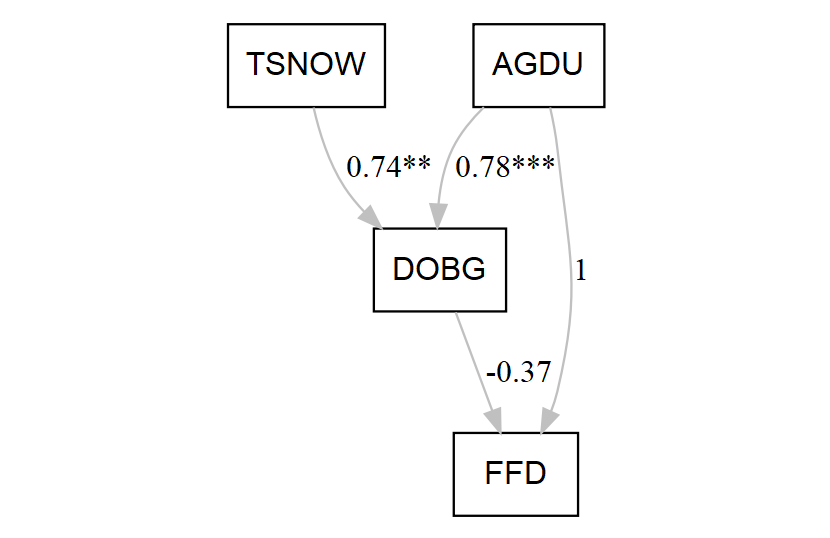 TSNOW
AGDU
0.74**
0.78***
DOBG
1
-0.37
FFD